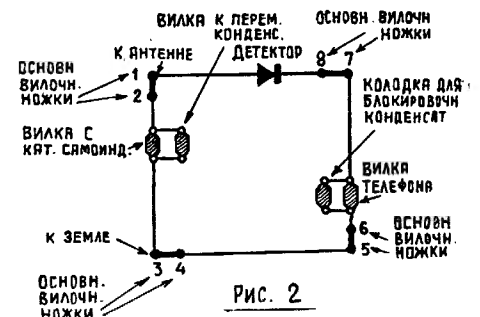 ВИЛКА К ПЕРЕМ.
КОНДЕНС.
ДЕТЕКТОР
К АНТЕННЕ
ОСНОВН. ВИЛОЧН.
НОЖКИ
8 7
ОСНОВН
ВИЛОЧН.
НОЖКИ
1
2
КОЛОДКА ДЛЯ
БЛОКИРОВОЧН
КОНДЕНСАТ
ВИЛКА С
КАТ. САМОИНД.
ВИЛКА
ТЕЛЕФОНА
6
5
ОСНОВН
ВИЛОЧН.
НОЖКИ
К ЗЕМЛЕ
3 4
ОСНОВН.
ВИЛОЧН.
НОЖКИ
РИС. 2